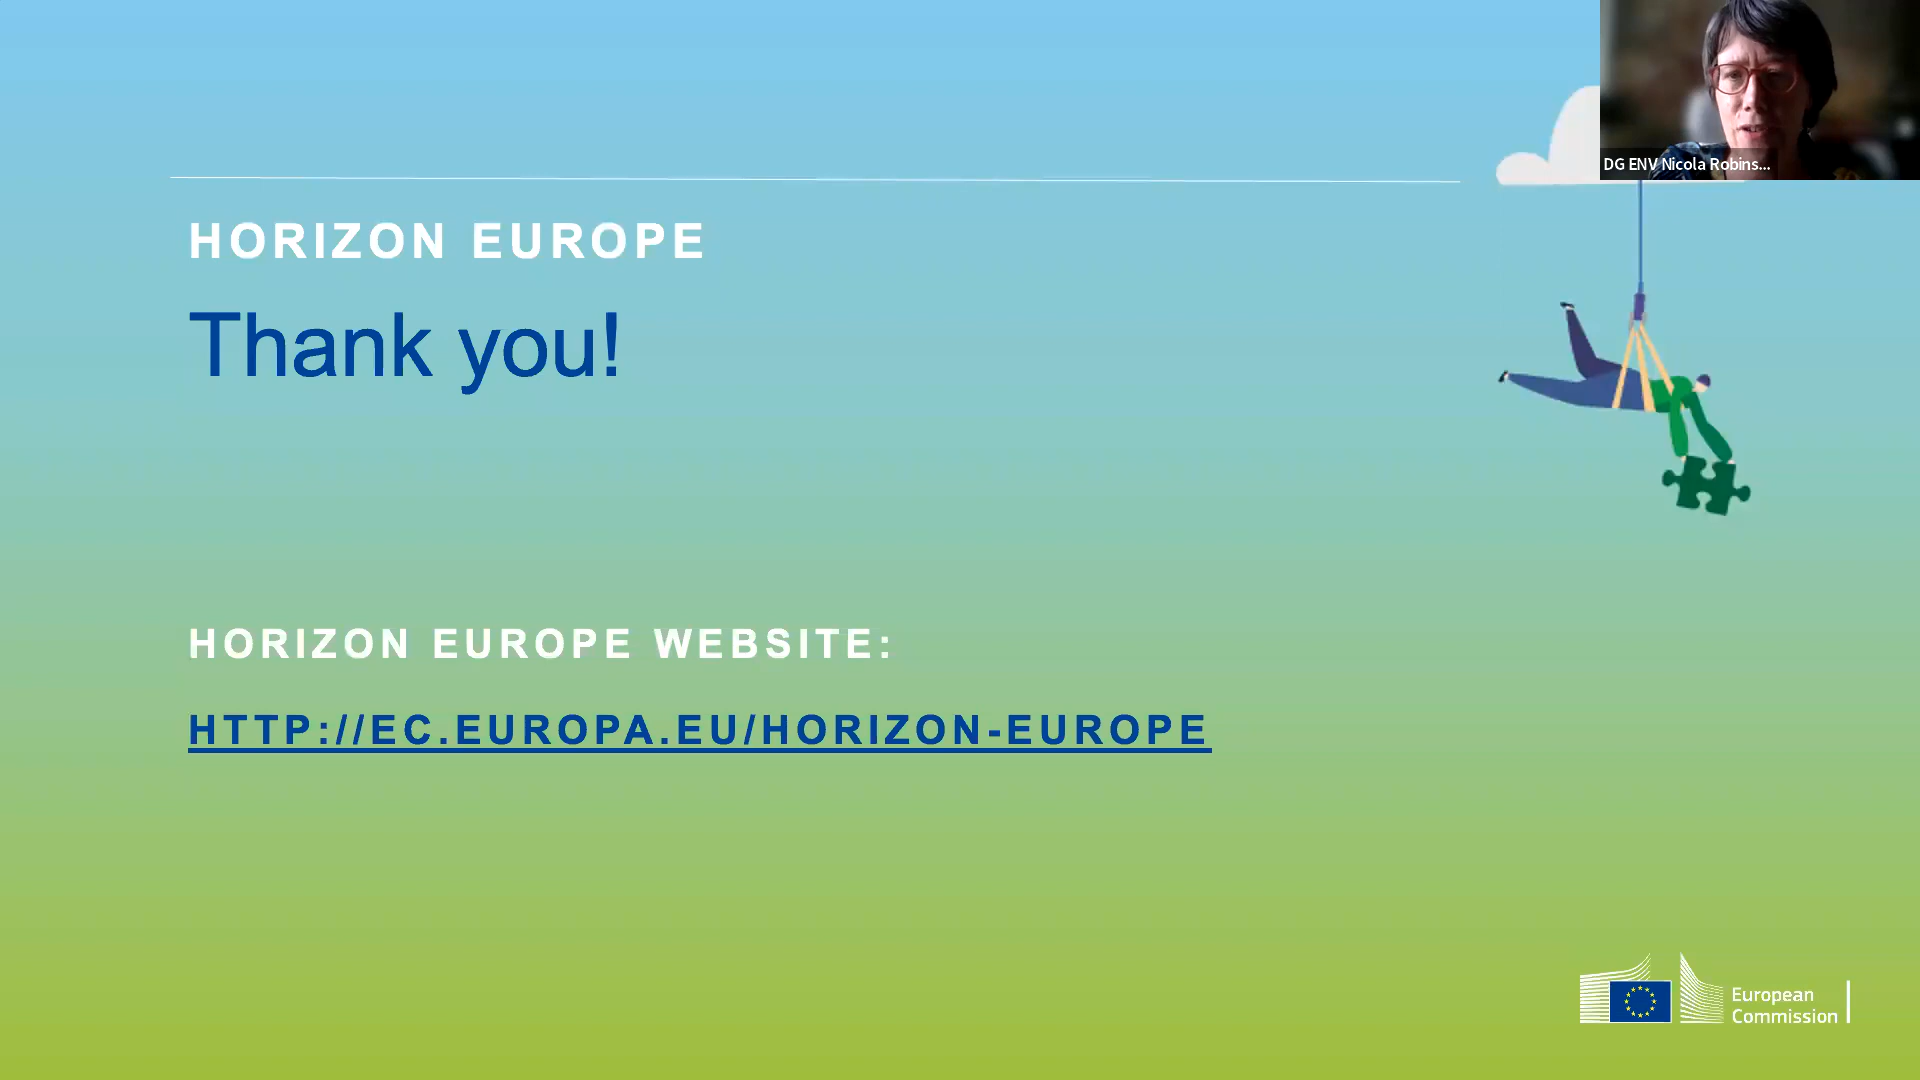 DG ENV Nicola Robins...
HORIZON EUROPE
Thank you!
HORIZON EUROPE WEBSITE:
HTTP://EC.EUROPA.EU/HORIZON-EUROPE
European
Commission